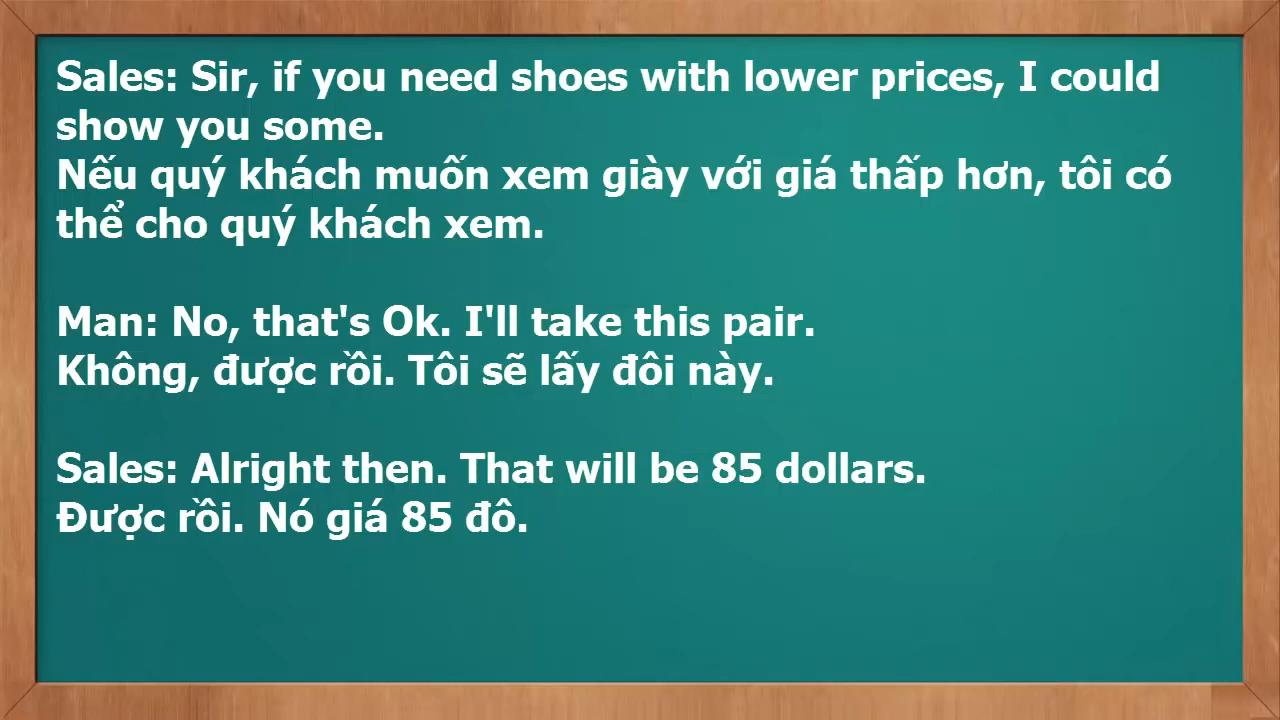 Sales: Sir, if you need shoes with lower prices, I could
show you some.
Nếu quý khách muốn xem giày với giá thấp hơn, tôi có
thể cho quý khách xem.
Man: No, that's Ok. I'll take this pair.
Không, được rồi. Tôi sẽ lấy đôi này.
Sales: Alright then. That will be 85 dollars.
Được rồi. Nó giá 85 đô.